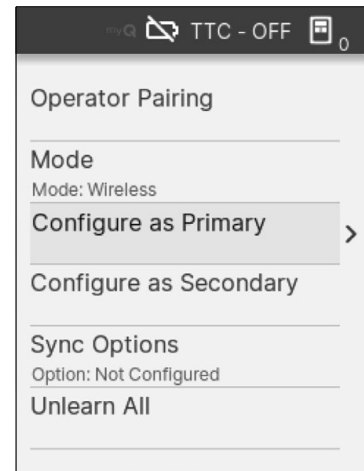 myQ TTC - OFF 0
Operator Pairing
Mode
Mode: Wireless
Configure as Primary
Configure as Secondary
Sync Options
Option: Not Configured
Unlearn All